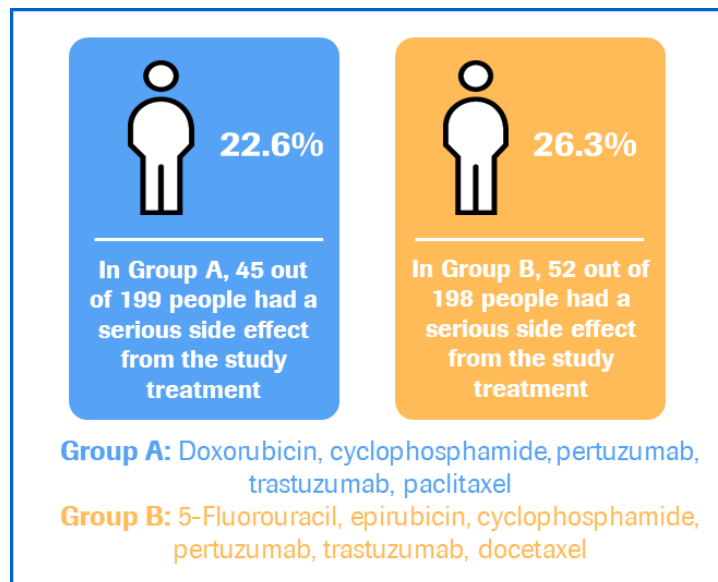 22.6%
In Group A, 45 out
of 199 people had a
serious side effect
from the study
treatment
26.3%
In Group B, 52 out of
198 people had a
serious side effect
from the study
treatment
Group A: Doxorubicin, cyclophosphamide, pertuzumab,
trastuzumab, paclitaxel
Group B: 5-Fluorouracil, epirubicin, cyclophosphamide,
pertuzumab, trastuzumab, docetaxel